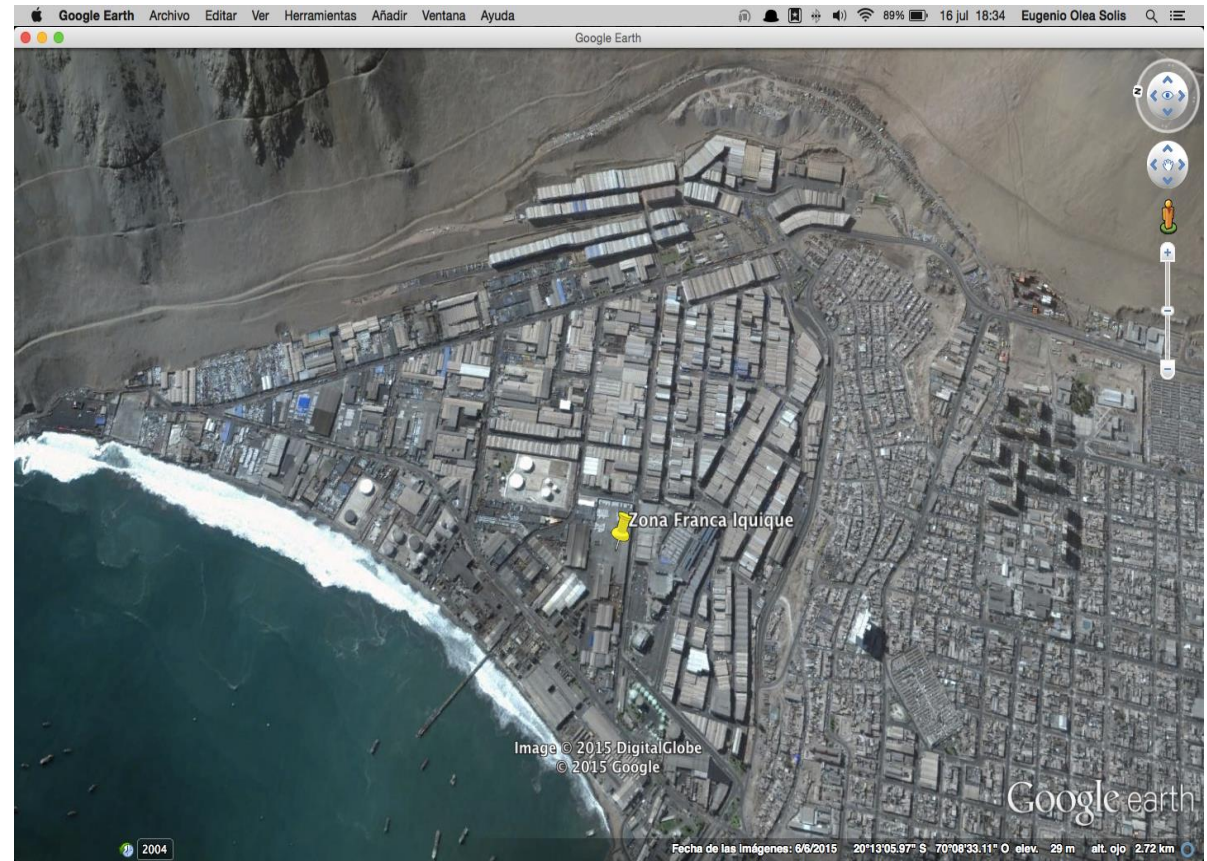 Google Earth Archivo Editar Ver Herramientas Añadir Ventana Ayuda 89% 16 jul 18:34 Eugenio Olea Solis
Google Earth
N
Zona Franca Iquique
Image © 2015 DigitalGlobe
© 2015 Google
Google earth
2004
Fecha de las imágenes: 6/6/2015 20°13'05.97" S 70°08'33.11" O elev. 29 m alt. ojo 2.72 km